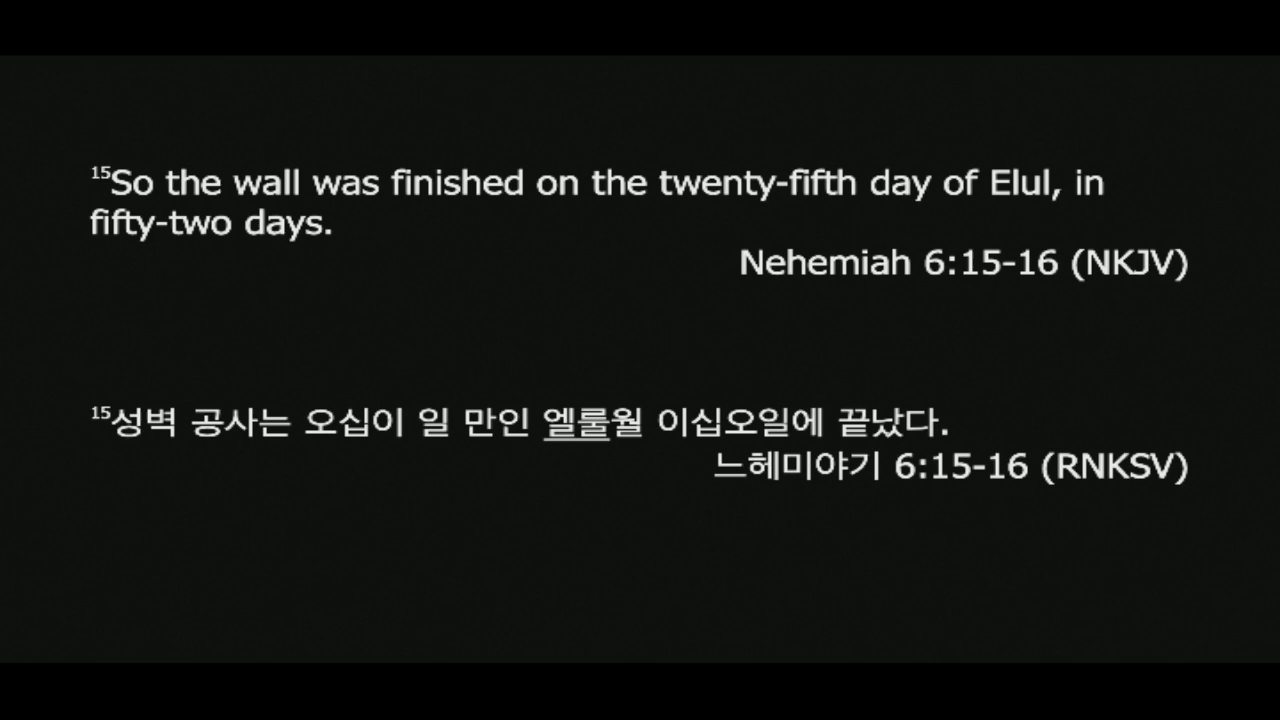 15So the wall was finished on the twenty-fifth day of Elul, in
fifty-two days.
Nehemiah 6:15-16 (NKJV)
15성벽 공사는 오십이 일 만인 엘룰월 이십오일에 끝났다.
느헤미야기 6:15-16 (RNKSV)